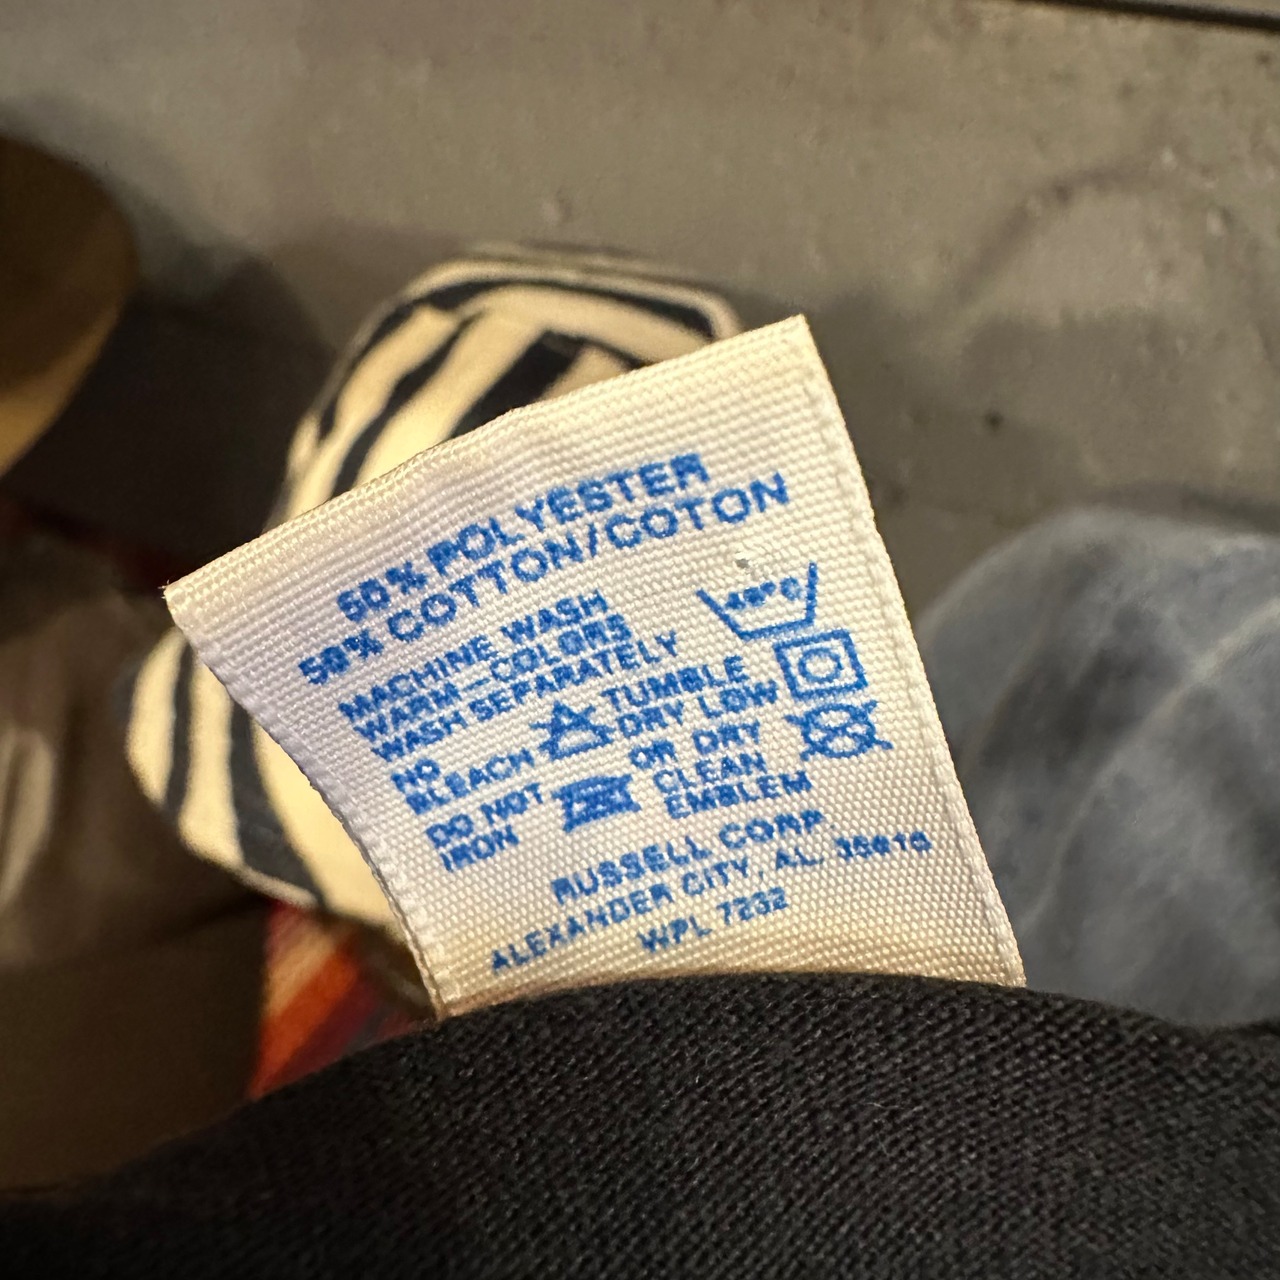 50% POLYESTER
50% COTTON/COTON
MACHINE WASH
WARM—COLORS
WASH SEPARATELY
40°C
NO
BLEACH
TUMBLE
DRY LOW
DO NOT
IRON
OR DRY
CLEAN
EMBLEM
RUSSELL CORP.
ALEXANDER CITY, AL. 35010
WPL 7232